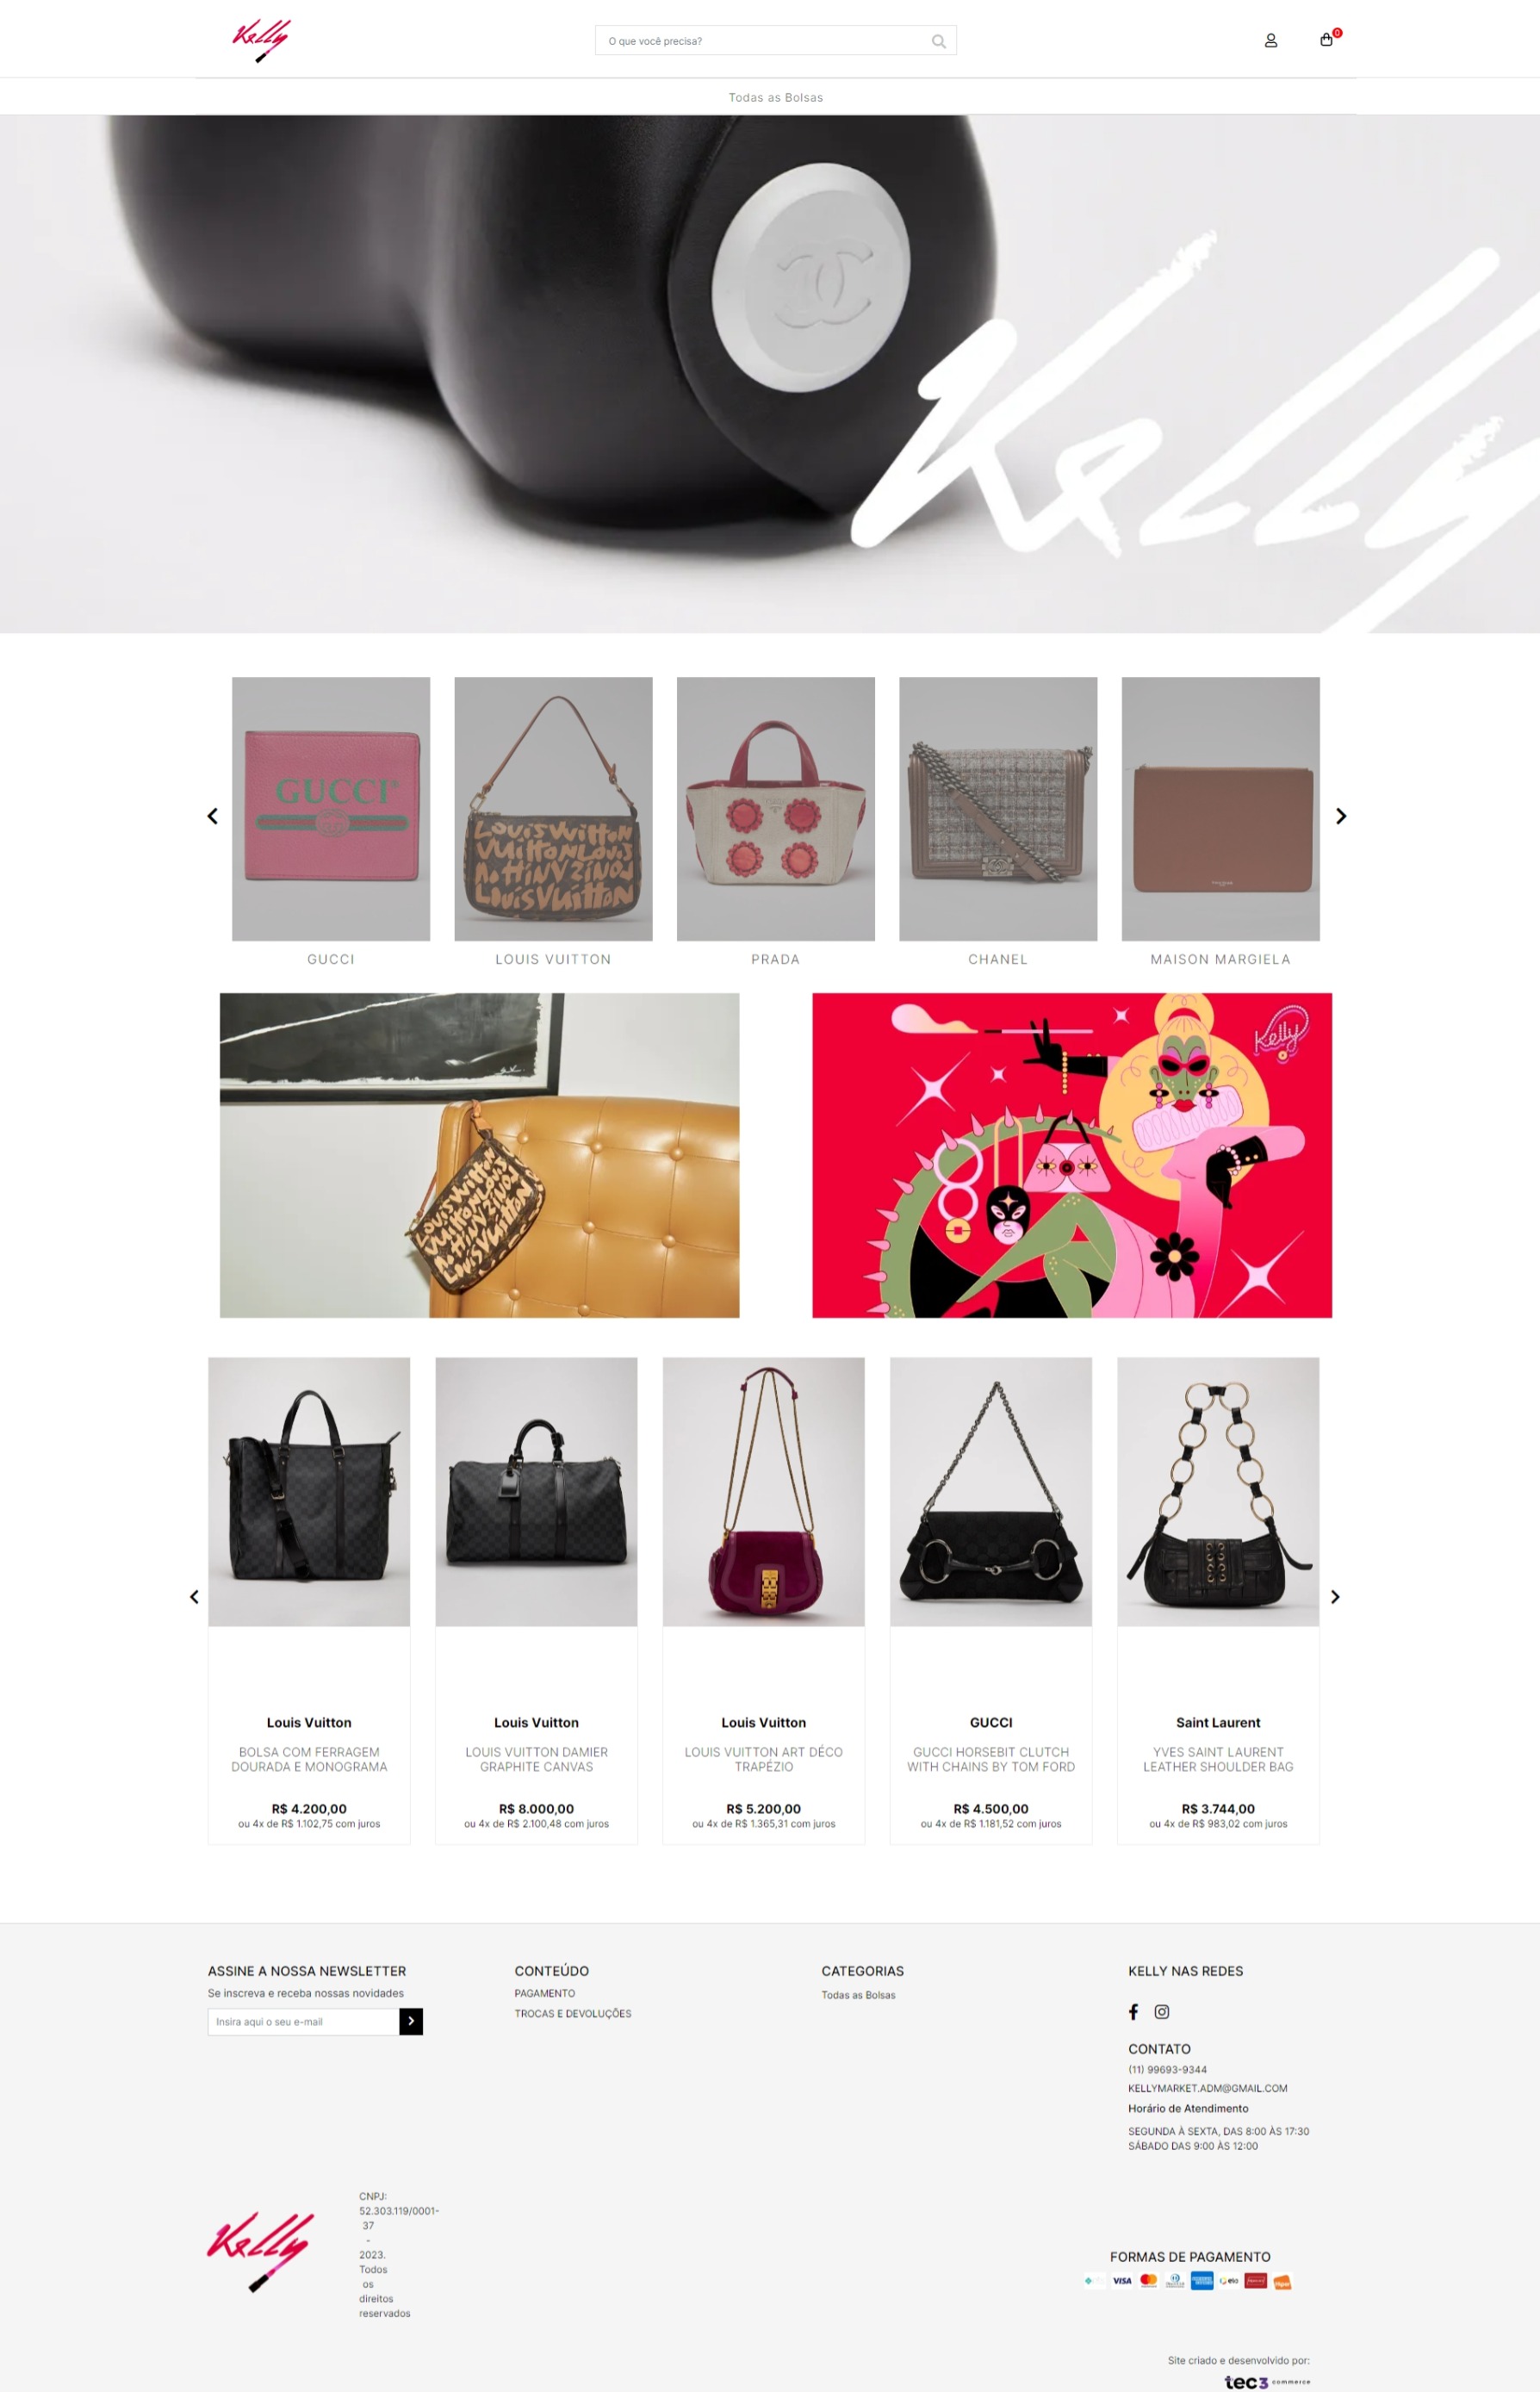 Kelly
O que você precisa?
0
Todas as Bolsas
Kelly
GUCCI
Louis Vuitton
GUCCI
LOUIS VUITTON
PRADA
CHANEL
MAISON MARGIELA
Kelly
Louis Vuitton
BOLSA COM FERRAGEM
DOURADA E MONOGRAMA
R$ 4.200,00
ou 4x de R$ 1.102,75 com juros
Louis Vuitton
LOUIS VUITTON DAMIER
GRAPHITE CANVAS
R$ 8.000,00
ou 4x de R$ 2.100,48 com juros
Louis Vuitton
LOUIS VUITTON ART DÉCO
TRAPÉZIO
R$ 5.200,00
ou 4x de R$ 1.365,31 com juros
GUCCI
GUCCI HORSEBIT CLUTCH
WITH CHAINS BY TOM FORD
R$ 4.500,00
ou 4x de R$ 1.181,52 com juros
Saint Laurent
YVES SAINT LAURENT
LEATHER SHOULDER BAG
R$ 3.744,00
ou 4x de R$ 983,02 com juros
ASSINE A NOSSA NEWSLETTER
Se inscreva e receba nossas novidades
Insira aqui o seu e-mail
CONTEÚDO
PAGAMENTO
TROCAS E DEVOLUÇÕES
CATEGORIAS
Todas as Bolsas
KELLY NAS REDES
CONTATO
(11) 99693-9344
KELLYMARKET.ADM@GMAIL.COM
Horário de Atendimento
SEGUNDA À SEXTA, DAS 8:00 ÀS 17:30
SÁBADO DAS 9:00 ÀS 12:00
Kelly
CNPJ:
52.303.119/0001-
37
-
2023.
Todos
os
direitos
reservados
FORMAS DE PAGAMENTO
VISA
elo
Site criado e desenvolvido por:
tec3 commerce